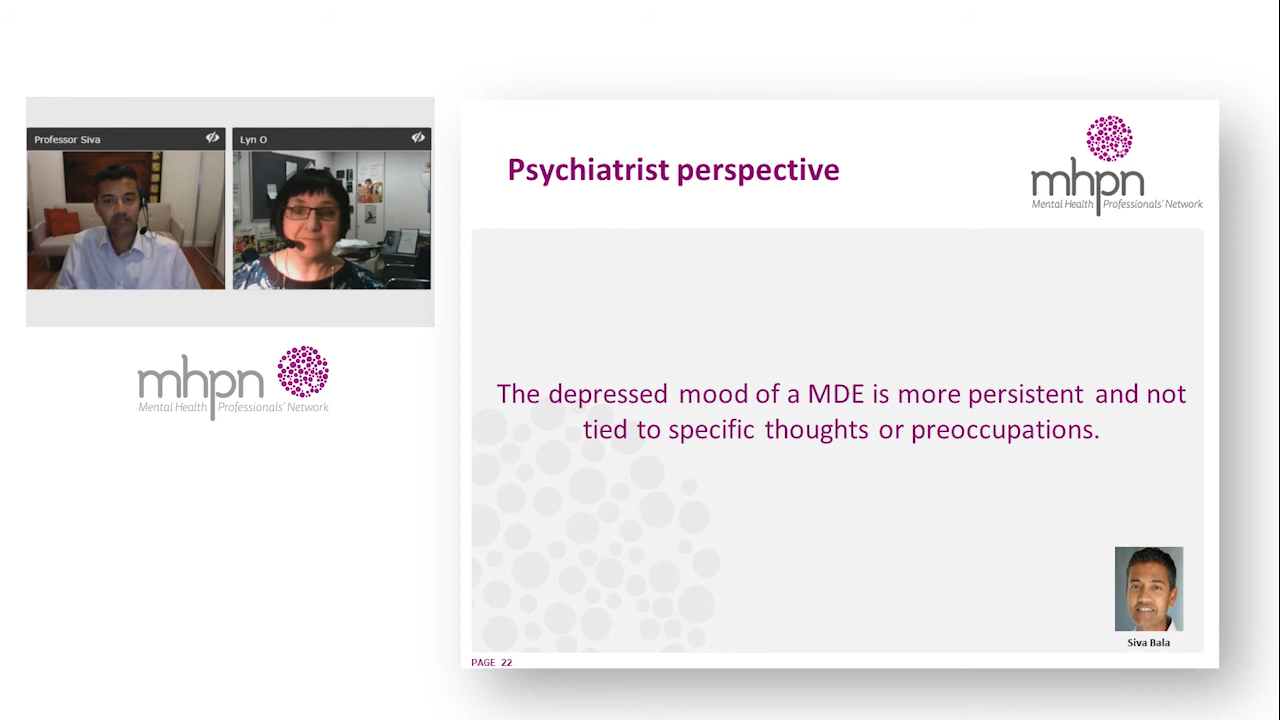 Professor Siva
Lyn O
mhpn
Mental Health Professionals' Network
Psychiatrist perspective
mhpn
Mental Health Professionals' Network
The depressed mood of a MDE is more persistent and not
tied to specific thoughts or preoccupations.
Siva Bala
PAGE 22